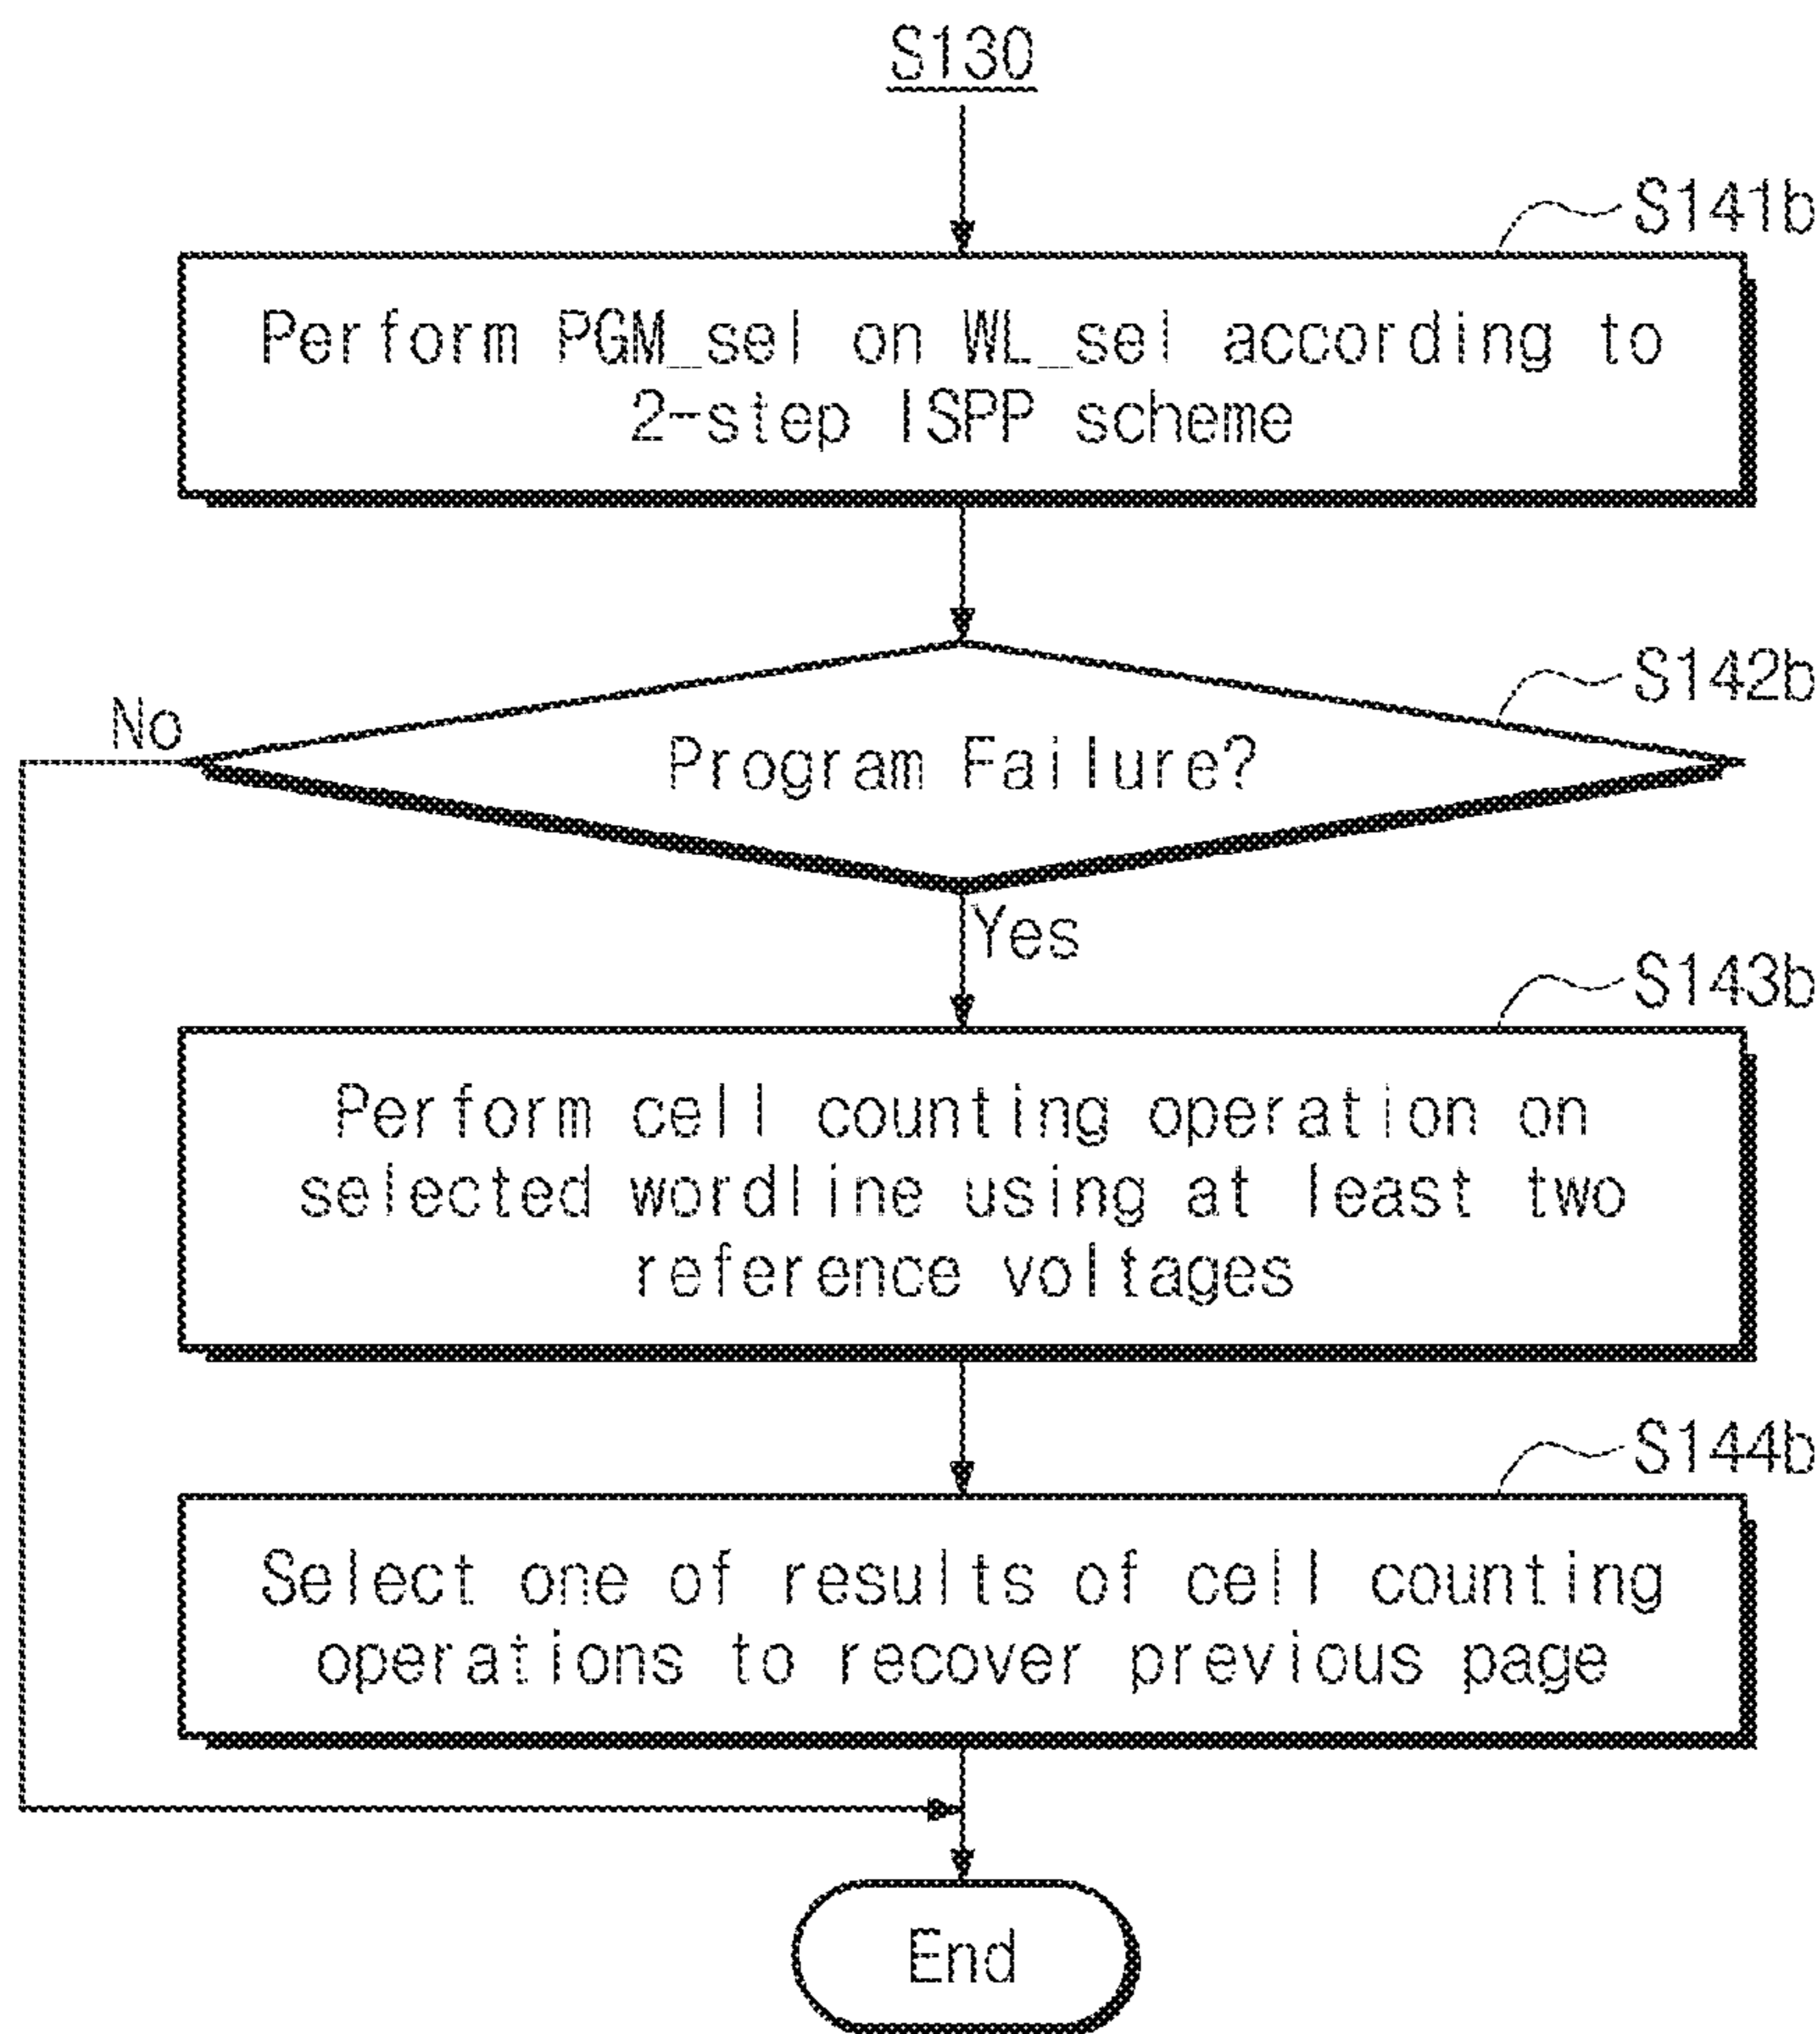 S130
S141b
Perform PGM_sel on WL_sel according to
2-step ISPP scheme
S142b
No
Program Failure?
Yes
S143b
Perform cell counting operation on
selected wordline using at least two
reference voltages
S144b
Select one of results of cell counting
operations to recover previous page
End